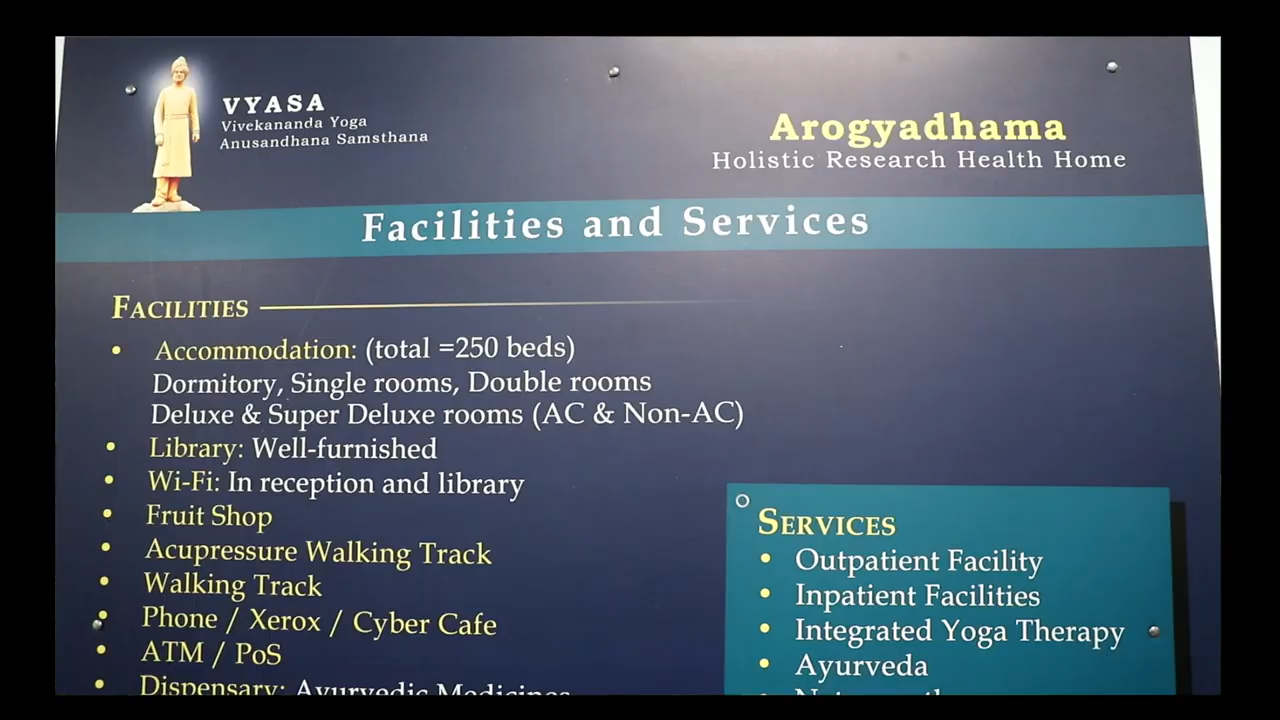 VYASA
Vivekananda Yoga
Anusandhana Samsthana
Arogyadhama
Holistic Research Health Home
Facilities and Services
FACILITIES
• Accommodation: (total =250 beds)
Dormitory, Single rooms, Double rooms
Deluxe & Super Deluxe rooms (AC & Non-AC)
• Library: Well-furnished
• Wi-Fi: In reception and library
• Fruit Shop
• Acupressure Walking Track
• Walking Track
• Phone / Xerox / Cyber Cafe
• ATM / PoS
• Dispensary: Ayurvedic Medicines
SERVICES
• Outpatient Facility
• Inpatient Facilities
• Integrated Yoga Therapy
• Ayurveda